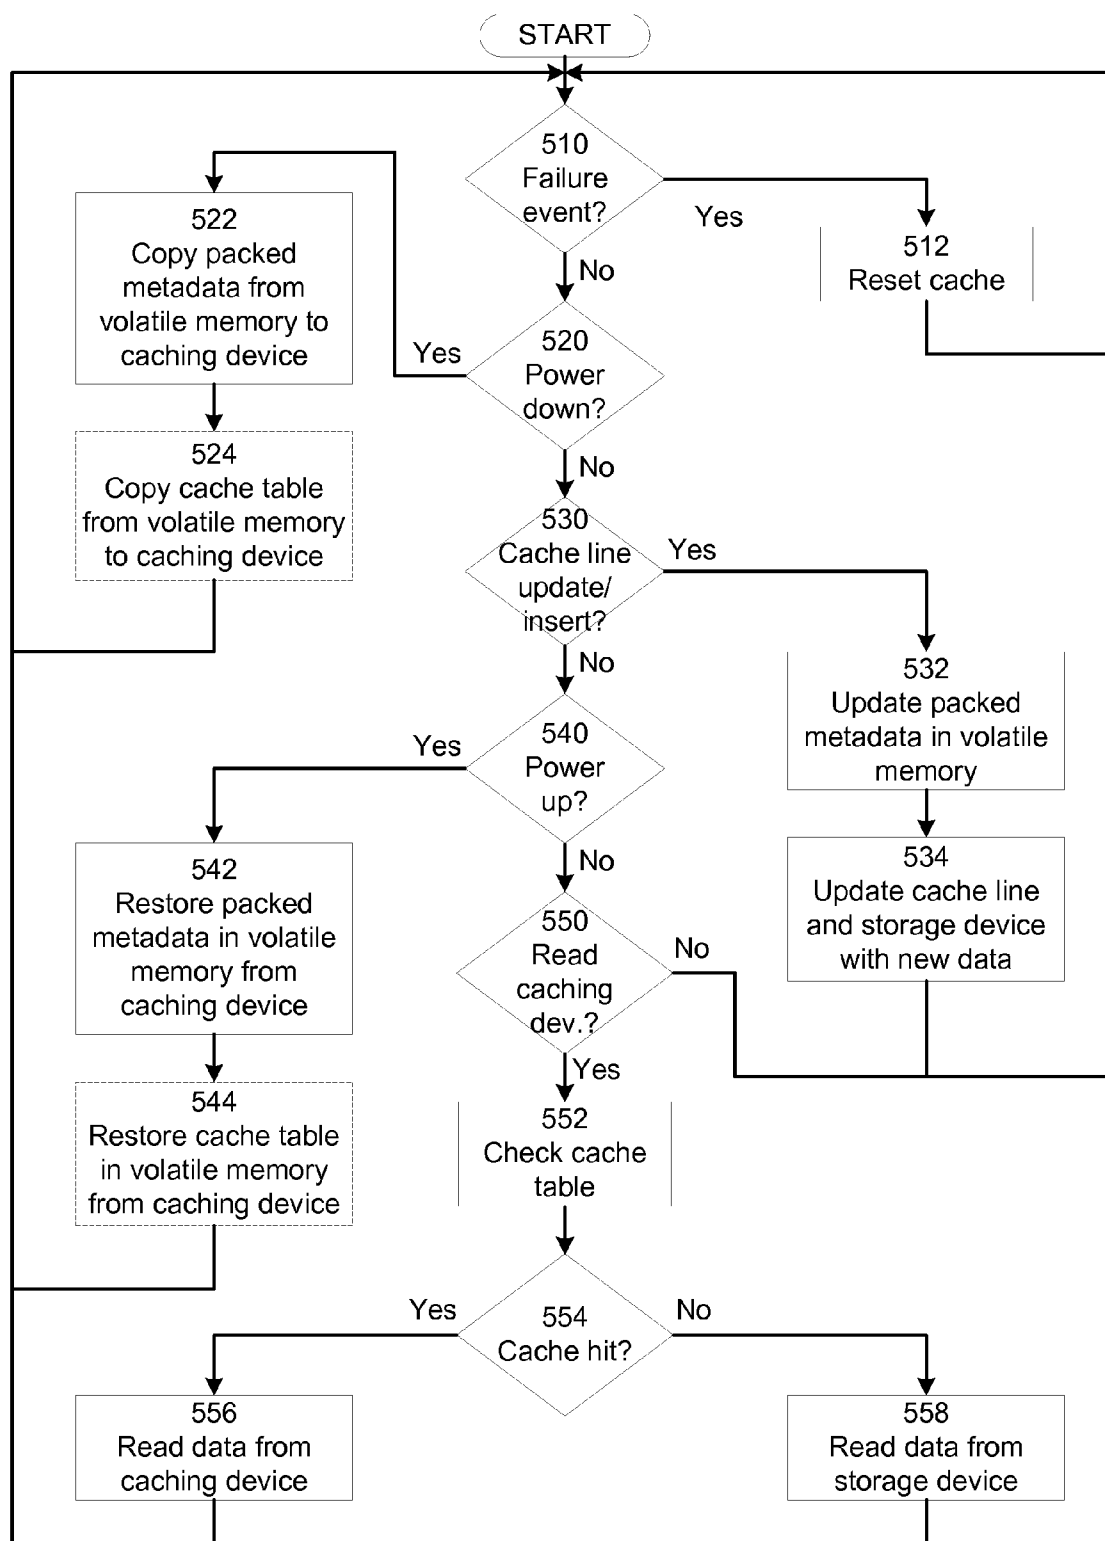 START
510
Failure
event?
Yes
No
512
Reset cache
522
Copy packed
metadata from
volatile memory to
caching device
Yes
520
Power
down?
No
524
Copy cache table
from volatile memory
to caching device
530
Cache line
update/
insert?
Yes
No
532
Update packed
metadata in volatile
memory
540
Power
up?
Yes
No
534
Update cache line
and storage device
with new data
542
Restore packed
metadata in volatile
memory from
caching device
550
Read
caching
dev.?
No
Yes
544
Restore cache table
in volatile memory
from caching device
552
Check cache
table
Yes
554
Cache hit?
No
556
Read data from
caching device
558
Read data from
storage device